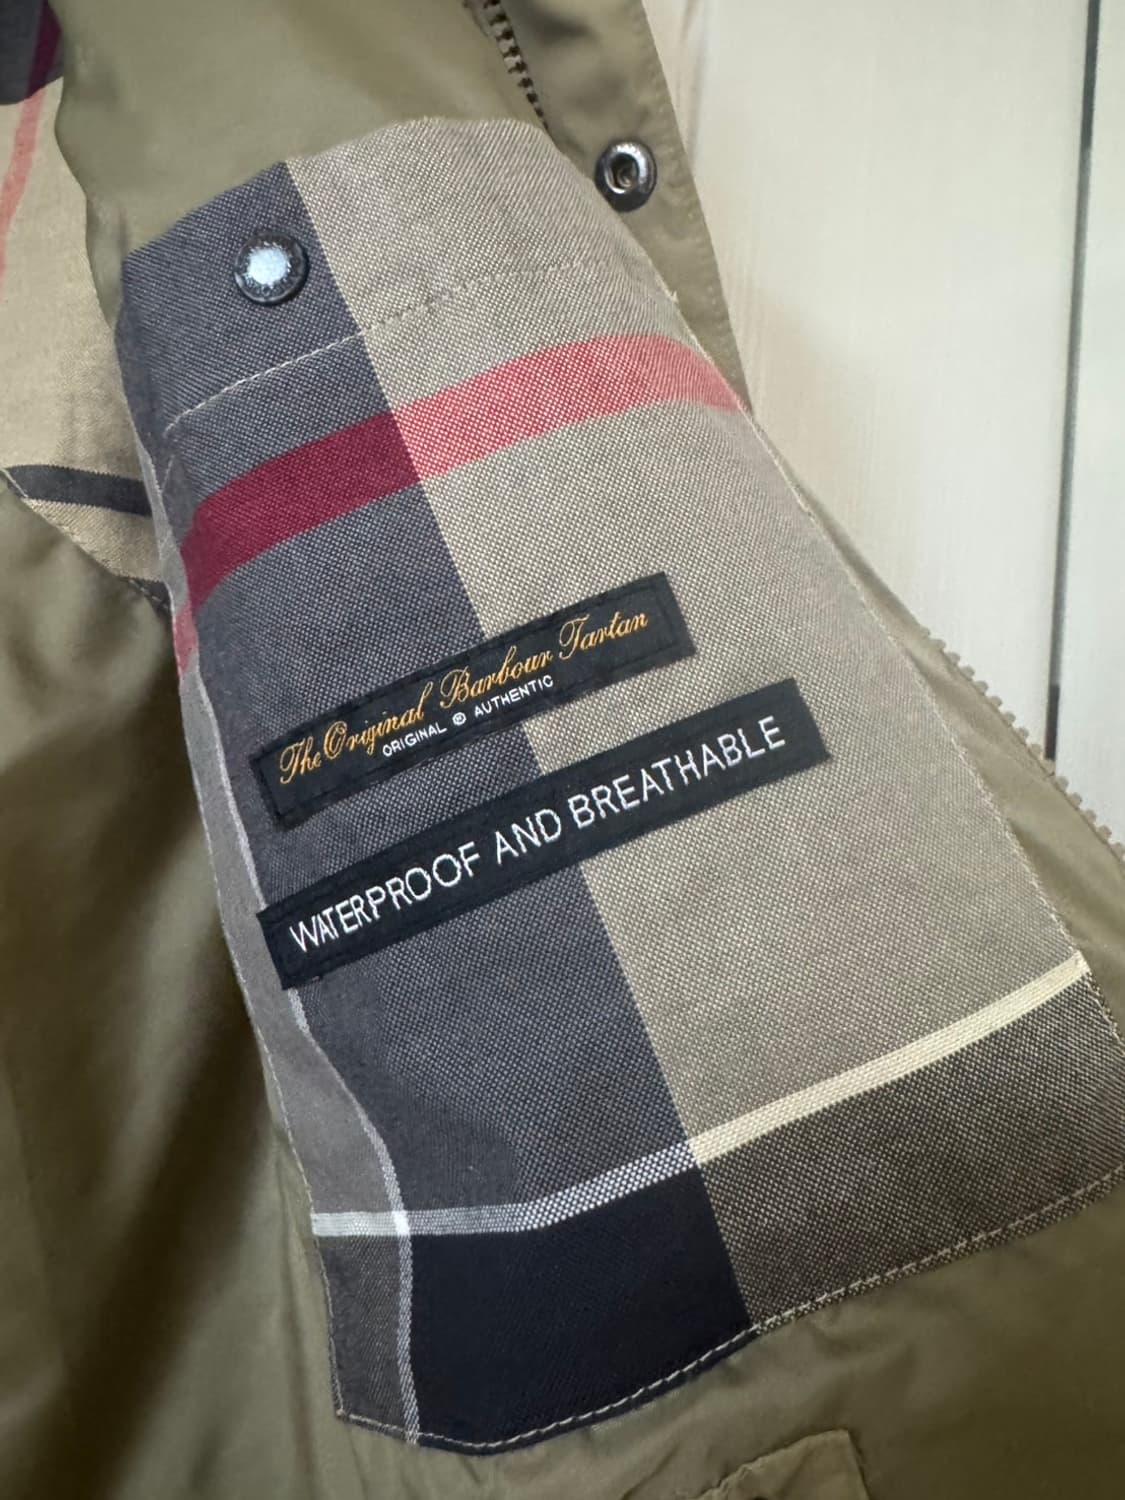 The Original Barbour Tartan
ORIGINAL ® AUTHENTIC
WATERPROOF AND BREATHABLE